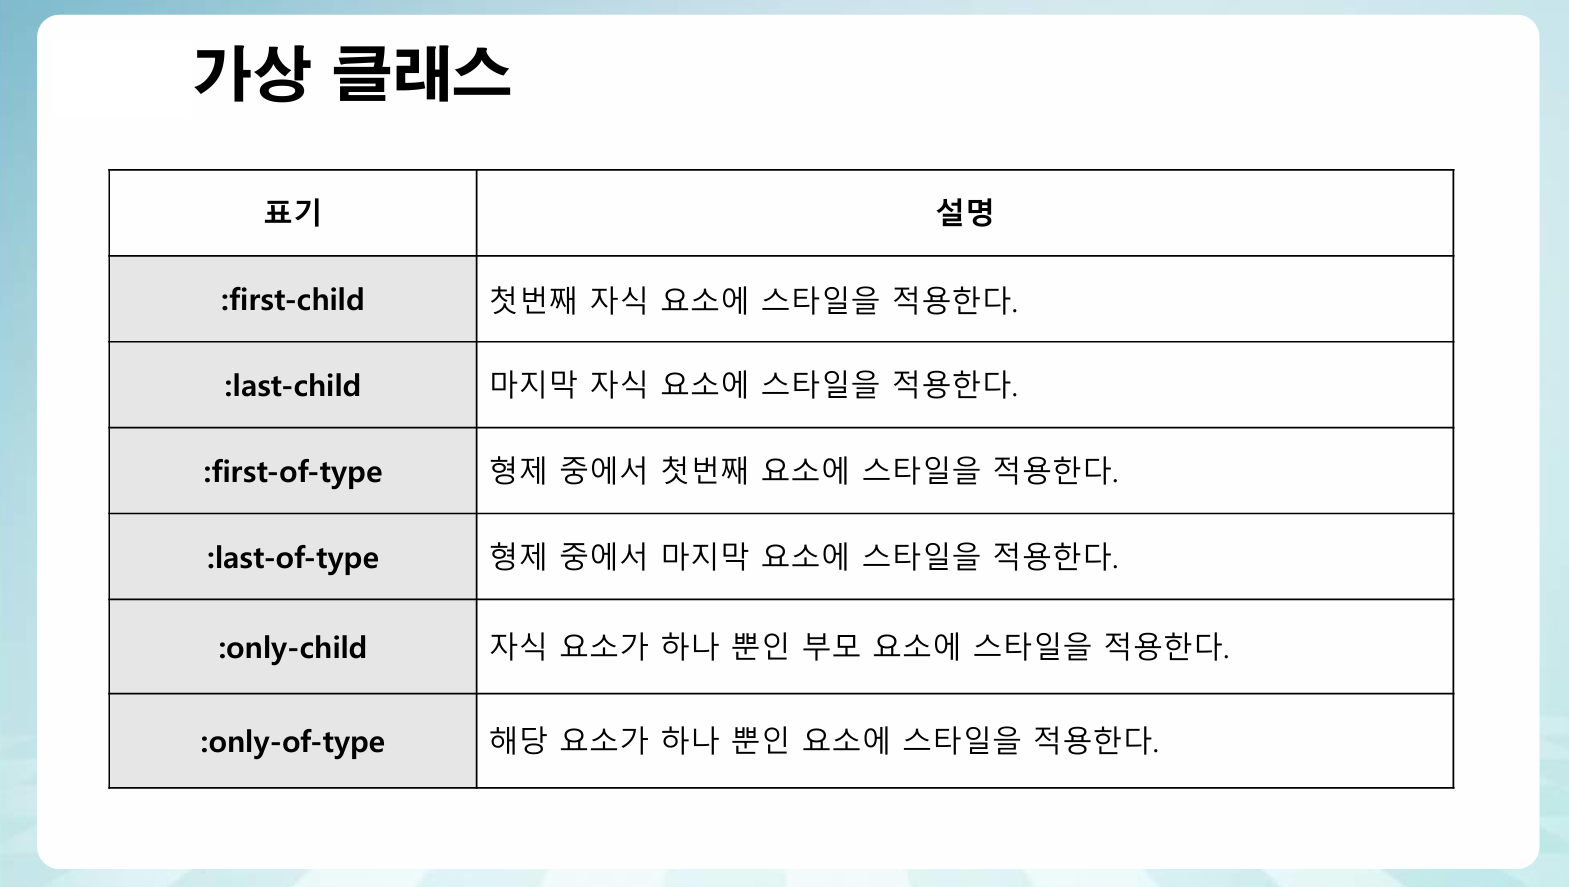 가상 클래스
표기 설명
:first-child 첫번째 자식 요소에 스타일을 적용한다.
:last-child 마지막 자식 요소에 스타일을 적용한다.
:first-of-type 형제 중에서 첫번째 요소에 스타일을 적용한다.
:last-of-type 형제 중에서 마지막 요소에 스타일을 적용한다.
:only-child 자식 요소가 하나 뿐인 부모 요소에 스타일을 적용한다.
:only-of-type 해당 요소가 하나 뿐인 요소에 스타일을 적용한다.